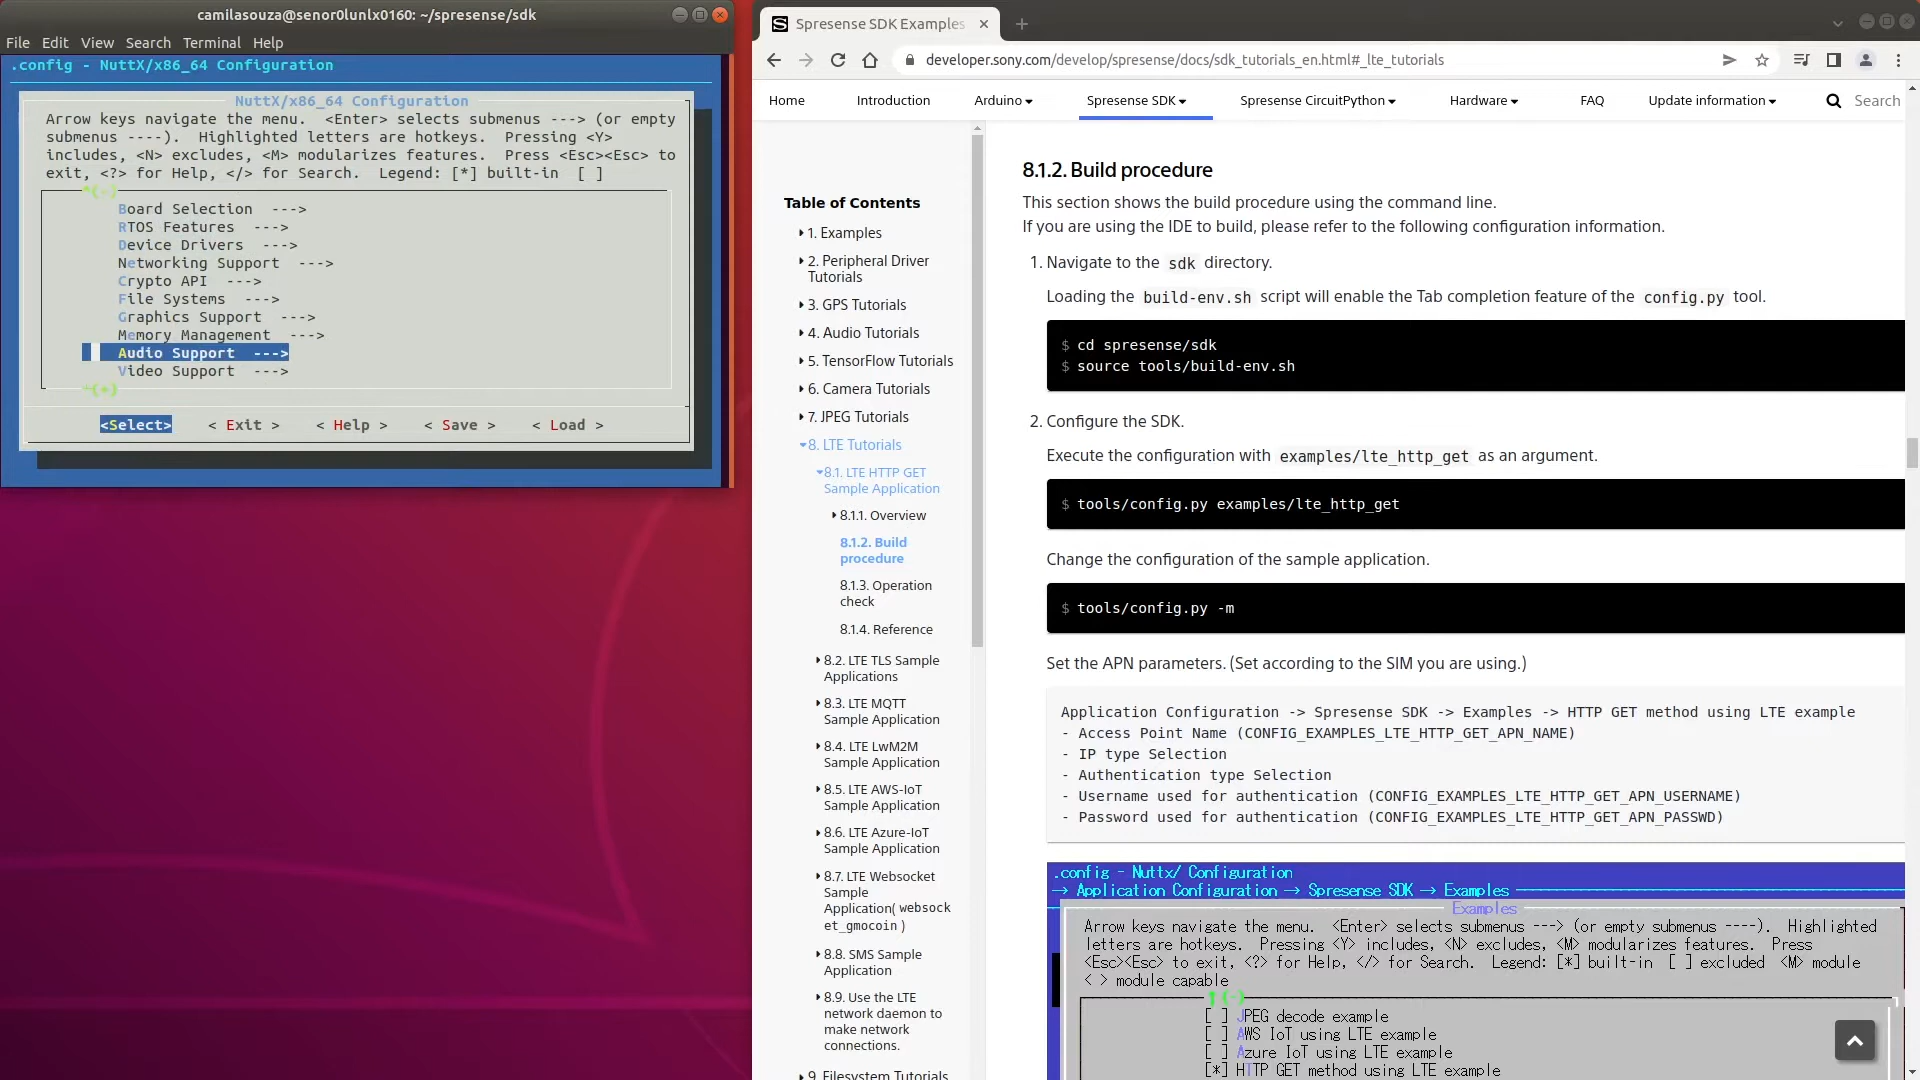 camilasouza@senor0lunlx0160: ~/spresense/sdk
File Edit View Search Terminal Help
.config - NuttX/x86_64 Configuration
NuttX/x86_64 Configuration
Arrow keys navigate the menu.  <Enter> selects submenus ---> (or empty
submenus ----).  Highlighted letters are hotkeys.  Pressing <Y>
includes, <N> excludes, <M> modularizes features.  Press <Esc><Esc> to
exit, <?> for Help, </> for Search.  Legend: [*] built-in  [ ]
(-)
Board Selection  --->
RTOS Features  --->
Device Drivers  --->
Networking Support  --->
Crypto API  --->
File Systems  --->
Graphics Support  --->
Memory Management  --->
Audio Support  --->
Video Support  --->
(+)
<Select> < Exit > < Help > < Save > < Load >
Spresense SDK Examples
developer.sony.com/develop/spresense/docs/sdk_tutorials_en.html#_lte_tutorials
Home Introduction Arduino Spresense SDK Spresense CircuitPython Hardware FAQ Update information Search
Table of Contents
1. Examples
2. Peripheral Driver
Tutorials
3. GPS Tutorials
4. Audio Tutorials
5. TensorFlow Tutorials
6. Camera Tutorials
7. JPEG Tutorials
8. LTE Tutorials
8.1. LTE HTTP GET
Sample Application
8.1.1. Overview
8.1.2. Build
procedure
8.1.3. Operation
check
8.1.4. Reference
8.2. LTE TLS Sample
Applications
8.3. LTE MQTT
Sample Application
8.4. LTE LwM2M
Sample Application
8.5. LTE AWS-IoT
Sample Application
8.6. LTE Azure-IoT
Sample Application
8.7. LTE Websocket
Sample
Application( websock
et_gmocoin )
8.8. SMS Sample
Application
8.9. Use the LTE
network daemon to
make network
connections.
9. Filesystem Tutorials
8.1.2. Build procedure
This section shows the build procedure using the command line.
If you are using the IDE to build, please refer to the following configuration information.
1. Navigate to the sdk directory.
Loading the build-env.sh script will enable the Tab completion feature of the config.py tool.
$ cd spresense/sdk
$ source tools/build-env.sh
2. Configure the SDK.
Execute the configuration with examples/lte_http_get as an argument.
$ tools/config.py examples/lte_http_get
Change the configuration of the sample application.
$ tools/config.py -m
Set the APN parameters. (Set according to the SIM you are using.)
Application Configuration -> Spresense SDK -> Examples -> HTTP GET method using LTE example
- Access Point Name (CONFIG_EXAMPLES_LTE_HTTP_GET_APN_NAME)
- IP type Selection
- Authentication type Selection
- Username used for authentication (CONFIG_EXAMPLES_LTE_HTTP_GET_APN_USERNAME)
- Password used for authentication (CONFIG_EXAMPLES_LTE_HTTP_GET_APN_PASSWD)
.config - Nuttx/ Configuration
→ Application Configuration → Spresense SDK → Examples
Examples
Arrow keys navigate the menu.  <Enter> selects submenus ---> (or empty submenus ----).  Highlighted
letters are hotkeys.  Pressing <Y> includes, <N> excludes, <M> modularizes features.  Press
<Esc><Esc> to exit, <?> for Help, </> for Search.  Legend: [*] built-in  [ ] excluded  <M> module
< > module capable
↑(-)
[ ] JPEG decode example
[ ] AWS IoT using LTE example
[ ] Azure IoT using LTE example
[*] HTTP GET method using LTE example